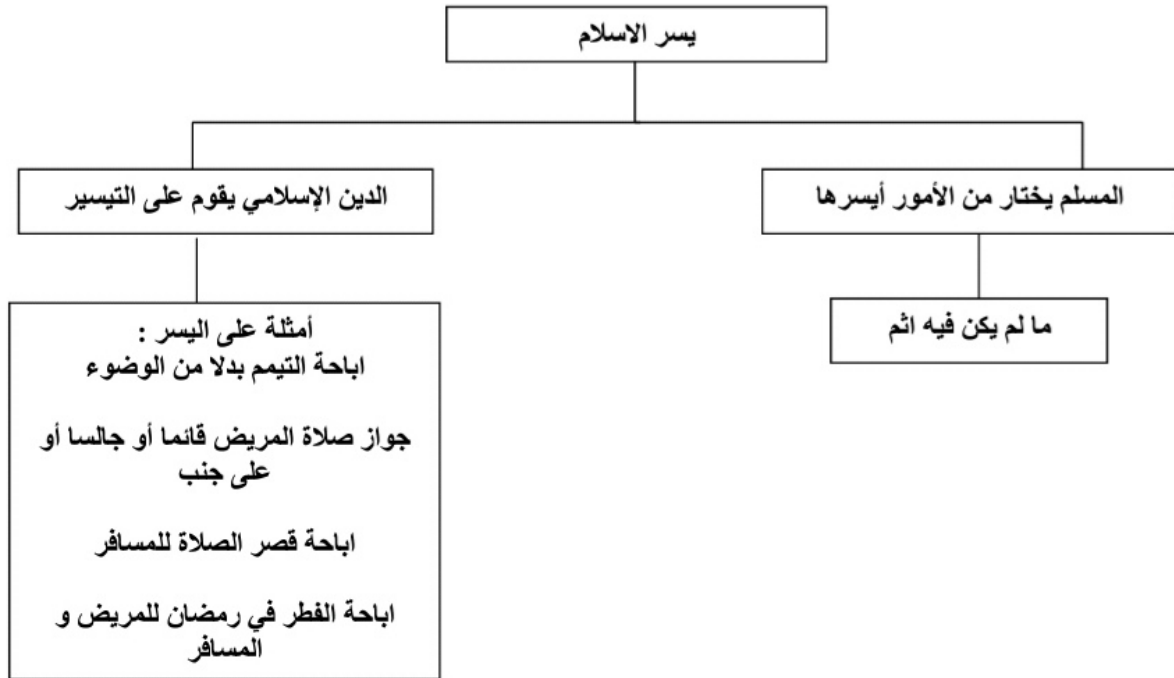 يسر الاسلام
المسلم يختار من الأمور أيسرها
الدين الإسلامي يقوم على التيسير
ما لم يكن فيه اثم
أمثلة على اليسر :
اباحة التيمم بدلا من الوضوء
جواز صلاة المريض قائما أو جالسا أو
على جنب
اباحة قصر الصلاة للمسافر
اباحة الفطر في رمضان للمريض و
المسافر